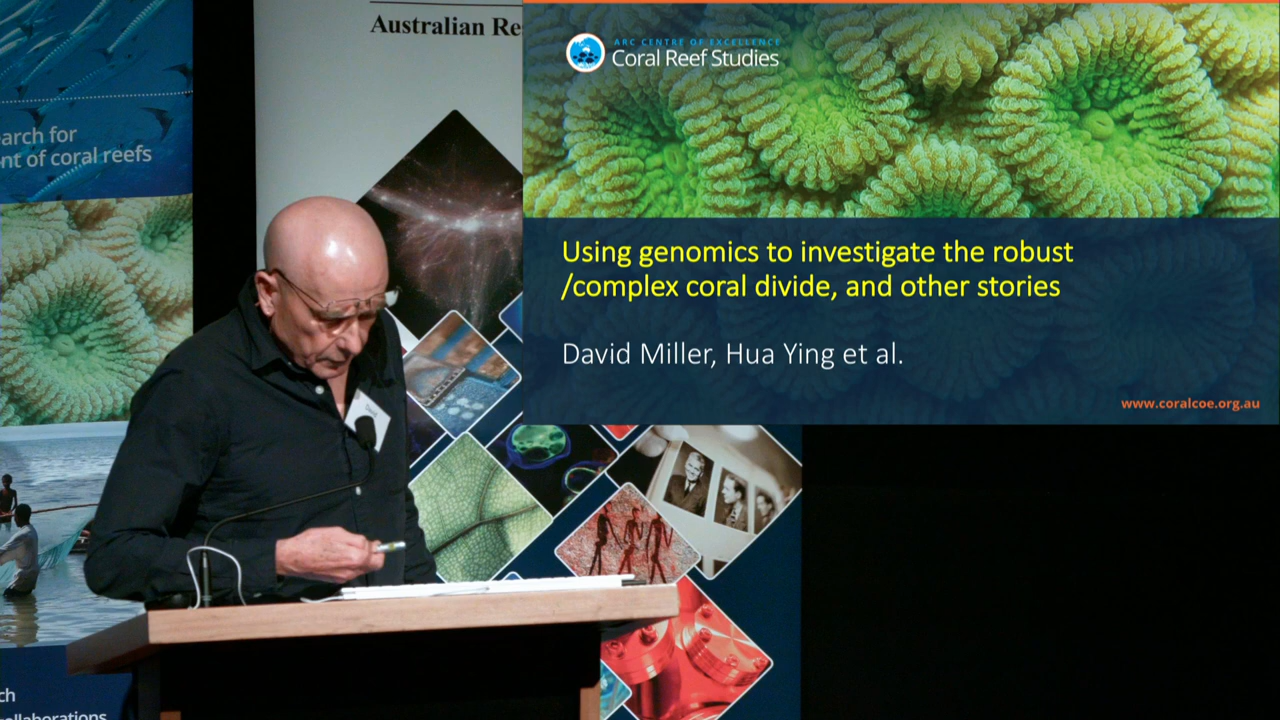 Australian Re
arch for
nt of coral reefs
ARC CENTRE OF EXCELLENCE
Coral Reef Studies
Using genomics to investigate the robust
/complex coral divide, and other stories
David Miller, Hua Ying et al.
www.coralcoe.org.au
ch
ollaborations